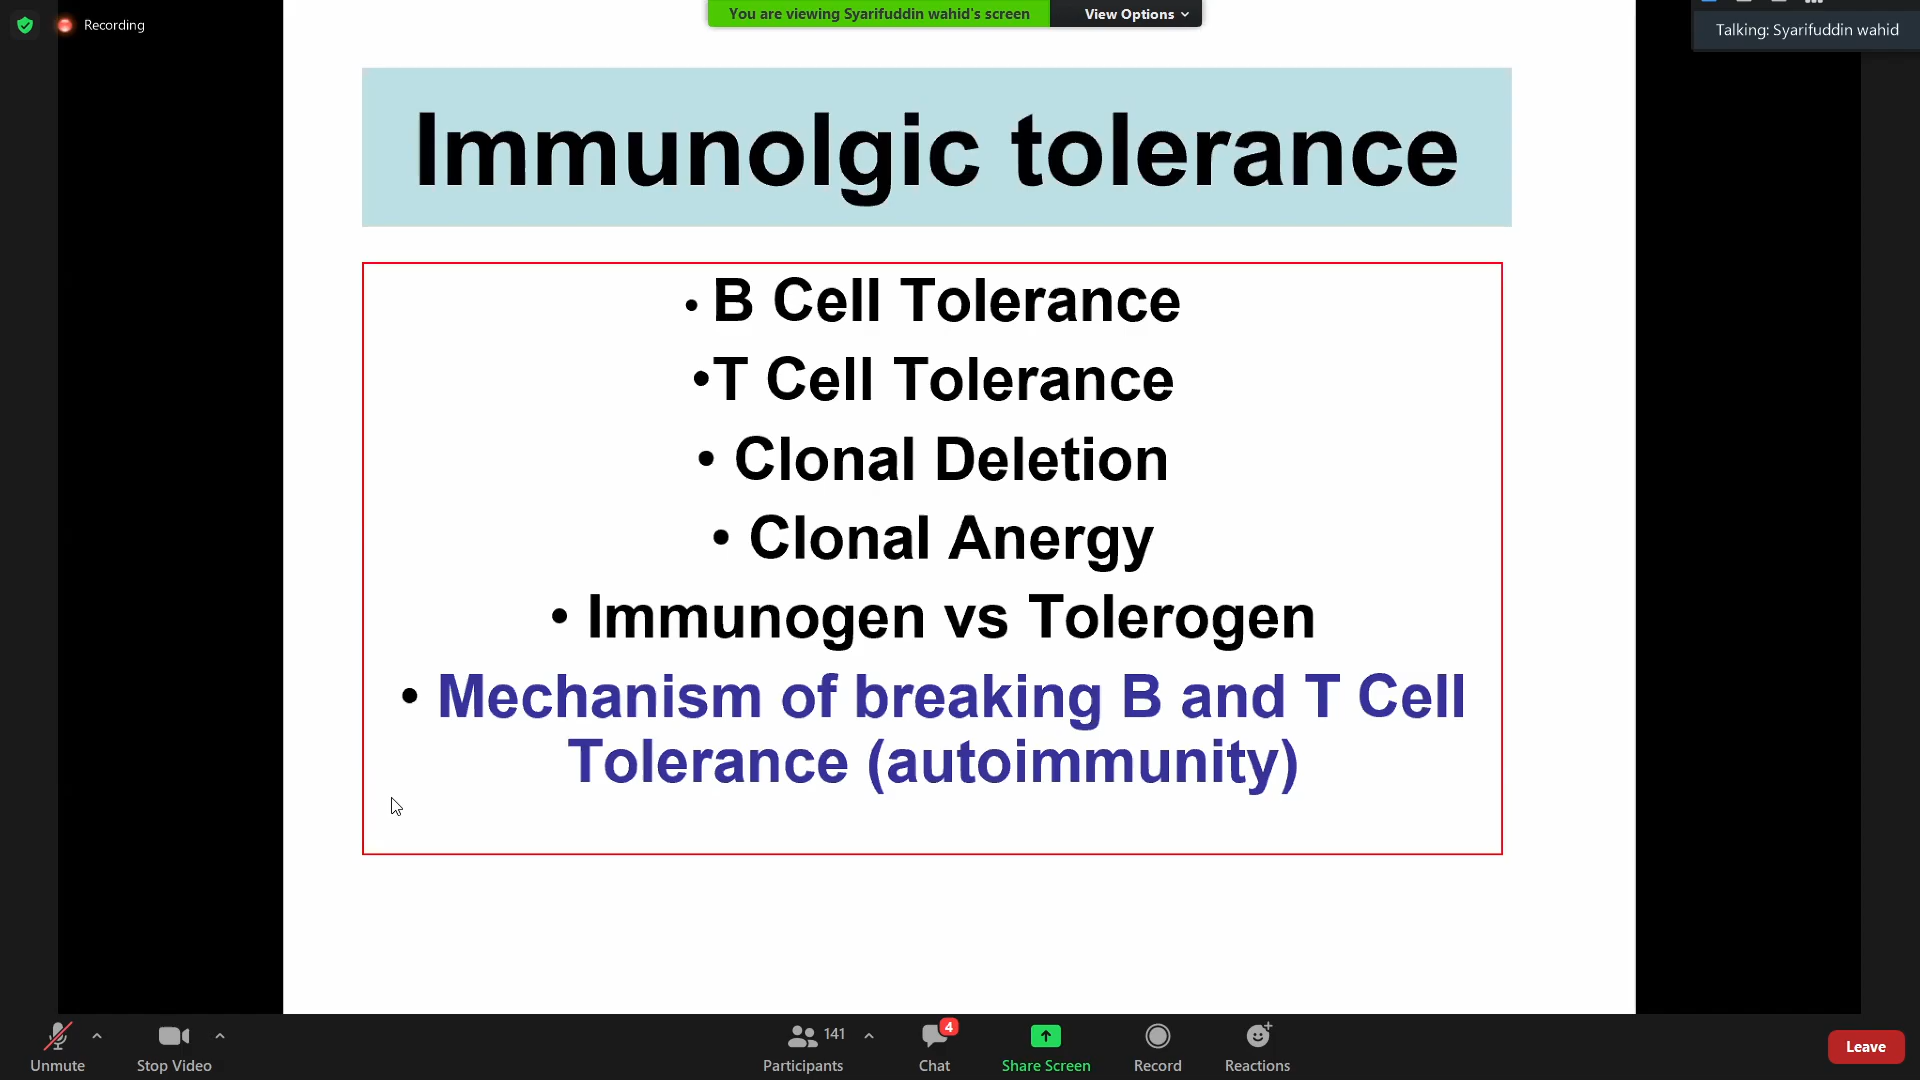 Recording
You are viewing Syarifuddin wahid's screen
View Options
Talking: Syarifuddin wahid
Immunolgic tolerance
• B Cell Tolerance
•T Cell Tolerance
• Clonal Deletion
• Clonal Anergy
• Immunogen vs Tolerogen
• Mechanism of breaking B and T Cell
Tolerance (autoimmunity)
Unmute
Stop Video
141
Participants
4
Chat
Share Screen
Record
Reactions
Leave